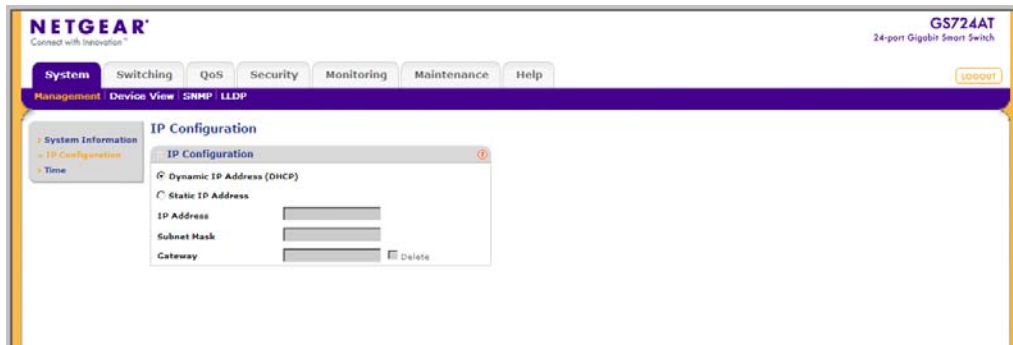 NETGEAR
Connect with Innovation™
GS724AT
24-port Gigabit Smart Switch
System Switching QoS Security Monitoring Maintenance Help
LOGOUT
Management Device View SNMP LLDP
System Information
IP Configuration
Time
IP Configuration
IP Configuration
Dynamic IP Address (DHCP)
Static IP Address
IP Address
Subnet Mask
Gateway Delete